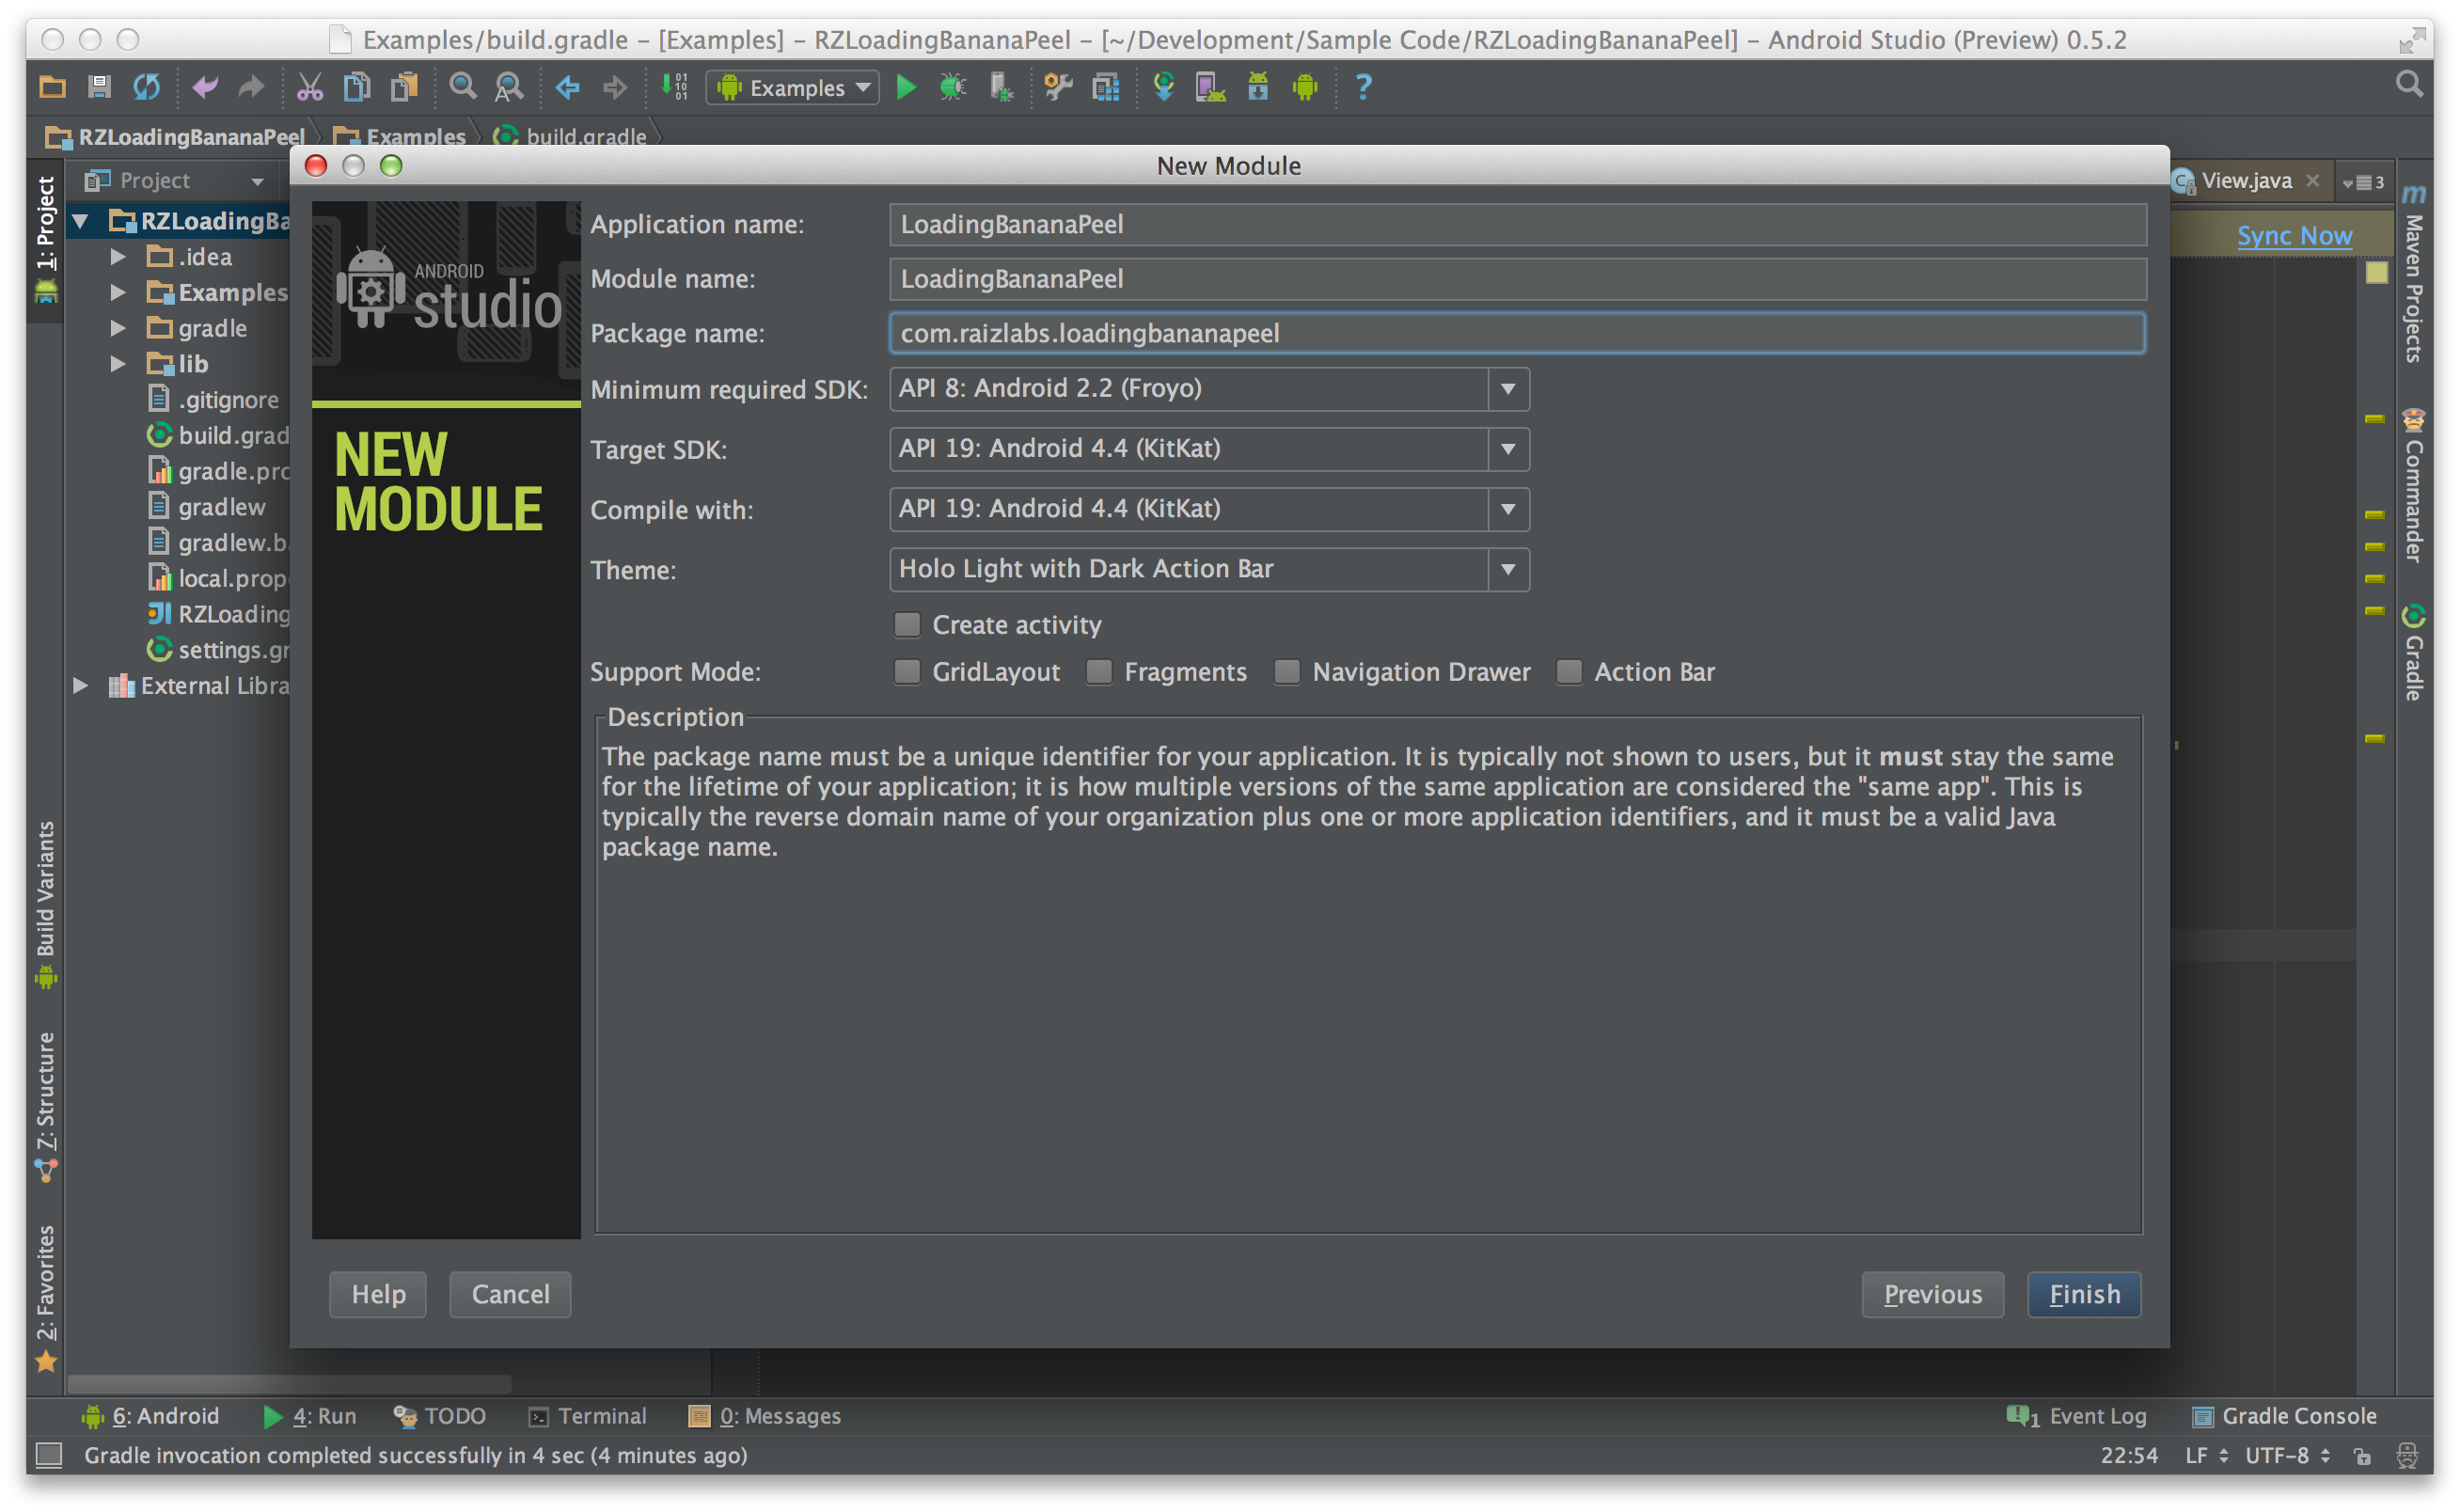 Examples/build.gradle – [Examples] – RZLoadingBananaPeel – [~/Development/Sample Code/RZLoadingBananaPeel] – Android Studio (Preview) 0.5.2
Examples
RZLoadingBananaPeel
Examples
build.gradle
New Module
1: Project
Project
RZLoadingBa
.idea
Examples
gradle
lib
.gitignore
build.grad
gradle.pro
gradlew
gradlew.ba
local.prop
RZLoading
settings.gr
External Libra
Build Variants
7: Structure
2: Favorites
ANDROID
studio
NEW
MODULE
Application name: LoadingBananaPeel
Module name: LoadingBananaPeel
Package name: com.raizlabs.loadingbananapeel
Minimum required SDK: API 8: Android 2.2 (Froyo)
Target SDK: API 19: Android 4.4 (KitKat)
Compile with: API 19: Android 4.4 (KitKat)
Theme: Holo Light with Dark Action Bar
Create activity
Support Mode: GridLayout Fragments Navigation Drawer Action Bar
Description
The package name must be a unique identifier for your application. It is typically not shown to users, but it must stay the same
for the lifetime of your application; it is how multiple versions of the same application are considered the "same app". This is
typically the reverse domain name of your organization plus one or more application identifiers, and it must be a valid Java
package name.
Help
Cancel
Previous
Finish
View.java
3
Sync Now
Maven Projects
Commander
Gradle
6: Android
4: Run
TODO
Terminal
0: Messages
1 Event Log
Gradle Console
Gradle invocation completed successfully in 4 sec (4 minutes ago)
22:54
LF
UTF-8